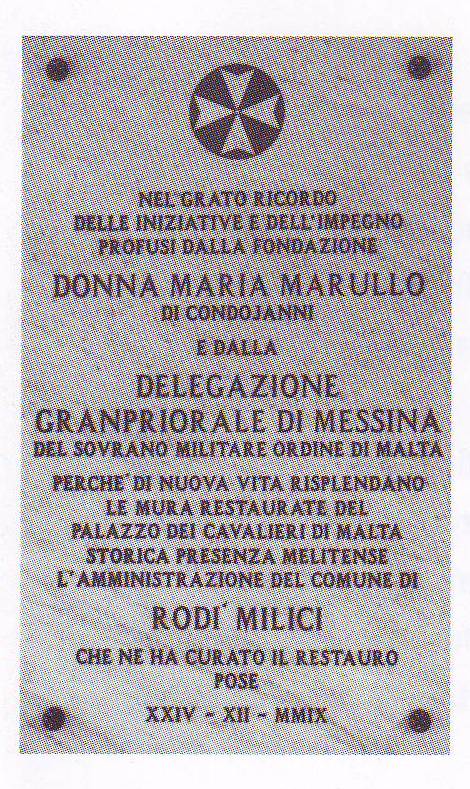 NEL GRATO RICORDO
DELLE INIZIATIVE E DELL'IMPEGNO
PROFUSI DALLA FONDAZIONE
DONNA MARIA MARULLO
DI CONDOJANNI
E DALLA
DELEGAZIONE
GRANPRIORALE DI MESSINA
DEL SOVRANO MILITARE ORDINE DI MALTA
PERCHE' DI NUOVA VITA RISPLENDANO
LE MURA RESTAURATE DEL
PALAZZO DEI CAVALIERI DI MALTA
STORICA PRESENZA MELITENSE
L'AMMINISTRAZIONE DEL COMUNE DI
RODI' MILICI
CHE NE HA CURATO IL RESTAURO
POSE
XXIV - XII - MMIX